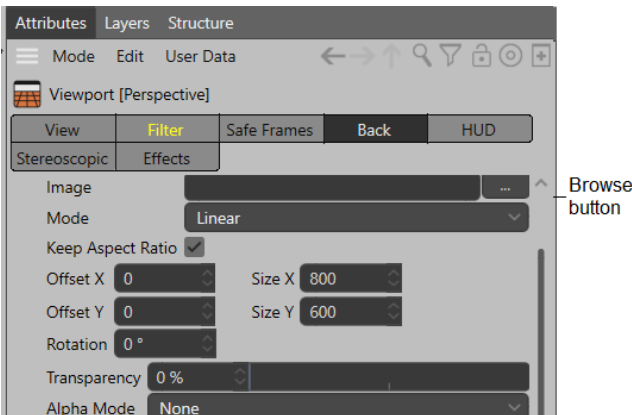 Attributes Layers Structure
Mode Edit User Data
Viewport [Perspective]
View Filter Safe Frames Back HUD
Stereoscopic Effects
Image ... Browse
button
Mode Linear
Keep Aspect Ratio
Offset X 0 Size X 800
Offset Y 0 Size Y 600
Rotation 0 °
Transparency 0 %
Alpha Mode None